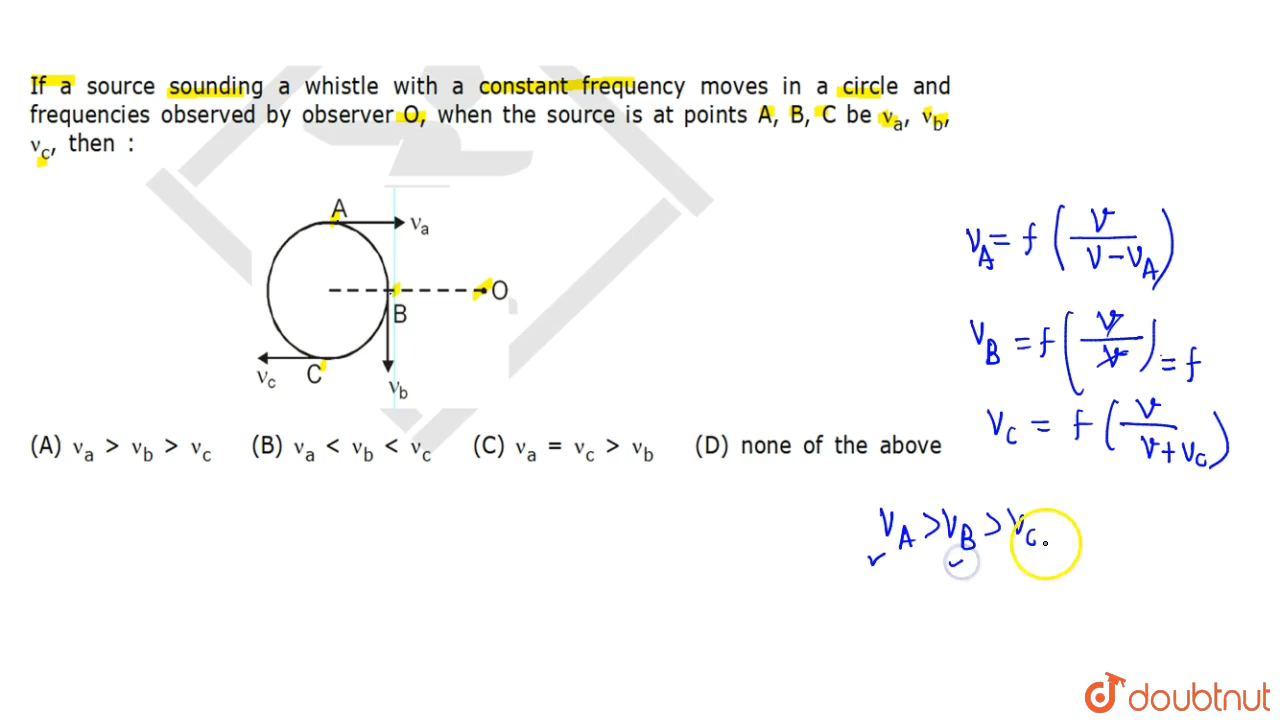 If a source sounding a whistle with a constant frequency moves in a circle and
frequencies observed by observer O, when the source is at points A, B, C be νa, νb,
νc, then :
A
νa
O
B
νc
C
νb
(A) νa > νb > νc (B) νa < νb < νc (C) νa = νc > νb (D) none of the above
νA = f (v / v - vA)
νB = f (v / v) = f
νC = f (v / v + vC)
νA > νB > νC
doubtnut